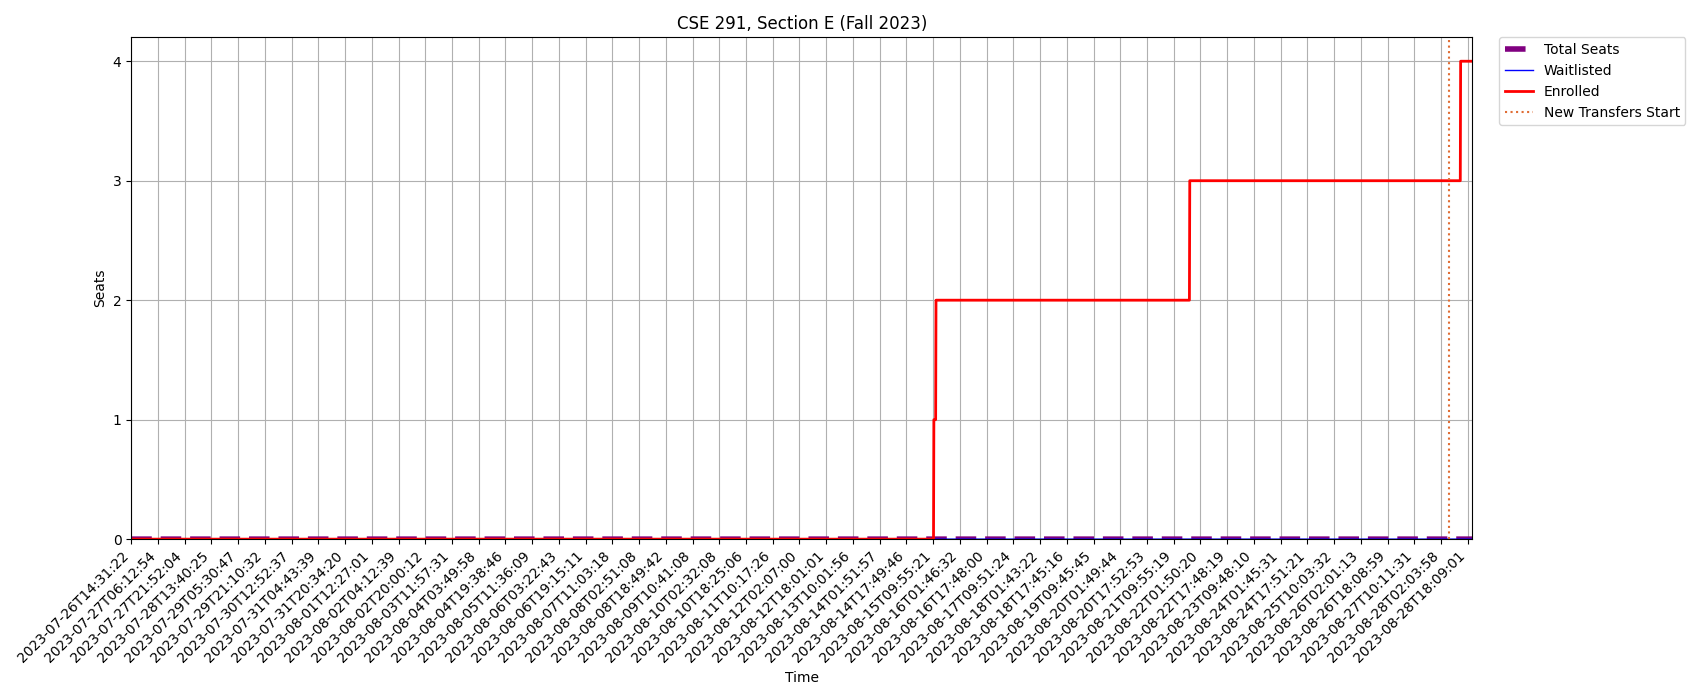 CSE 291, Section E (Fall 2023)
Total Seats
Waitlisted
Enrolled
New Transfers Start
Seats
4
3
2
1
0
2023-07-26T14:31:22
2023-07-27T06:12:54
2023-07-27T21:52:04
2023-07-28T13:40:25
2023-07-29T05:30:47
2023-07-29T21:10:32
2023-07-30T12:52:37
2023-07-31T04:43:39
2023-07-31T20:34:20
2023-08-01T12:27:01
2023-08-02T04:12:39
2023-08-02T20:00:12
2023-08-03T11:57:31
2023-08-04T03:49:58
2023-08-04T19:38:46
2023-08-05T11:36:09
2023-08-06T03:22:43
2023-08-06T19:15:11
2023-08-07T11:03:18
2023-08-08T02:51:08
2023-08-08T18:49:42
2023-08-09T10:41:08
2023-08-10T02:32:08
2023-08-10T18:25:06
2023-08-11T10:17:26
2023-08-12T02:07:00
2023-08-12T18:01:01
2023-08-13T10:01:56
2023-08-14T01:51:57
2023-08-14T17:49:46
2023-08-15T09:55:21
2023-08-16T01:46:32
2023-08-16T17:48:00
2023-08-17T09:51:24
2023-08-18T01:43:22
2023-08-18T17:45:16
2023-08-19T09:45:45
2023-08-20T01:49:44
2023-08-20T17:52:53
2023-08-21T09:55:19
2023-08-22T01:50:20
2023-08-22T17:48:19
2023-08-23T09:48:10
2023-08-24T01:45:31
2023-08-24T17:51:21
2023-08-25T10:03:32
2023-08-26T02:01:13
2023-08-26T18:08:59
2023-08-27T10:11:31
2023-08-28T02:03:58
2023-08-28T18:09:01
Time